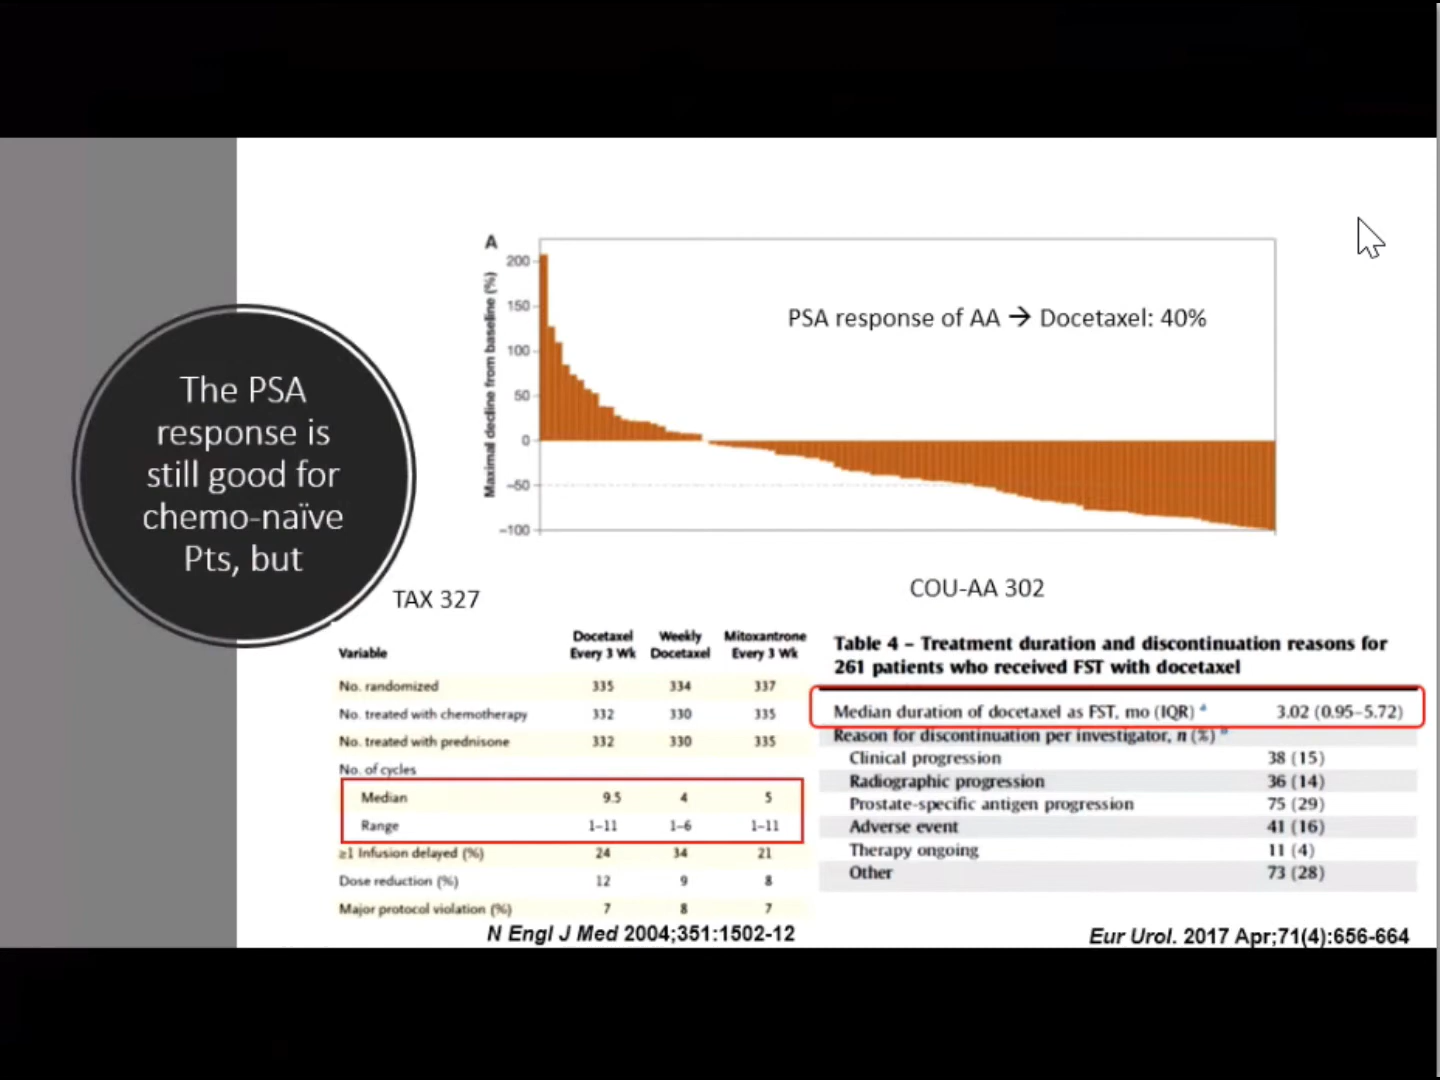 The PSA
response is
still good for
chemo-naïve
Pts, but
A
Maximal decline from baseline (%)
200
150
100
50
0
−50
−100
PSA response of AA → Docetaxel: 40%
TAX 327
Variable Docetaxel Every 3 Wk Weekly Docetaxel Mitoxantrone Every 3 Wk
No. randomized 335 334 337
No. treated with chemotherapy 332 330 335
No. treated with prednisone 332 330 335
No. of cycles
Median 9.5 4 5
Range 1–11 1–6 1–11
≥1 Infusion delayed (%) 24 34 21
Dose reduction (%) 12 9 8
Major protocol violation (%) 7 8 7
N Engl J Med 2004;351:1502-12
COU-AA 302
Table 4 – Treatment duration and discontinuation reasons for
261 patients who received FST with docetaxel
Median duration of docetaxel as FST, mo (IQR) 3.02 (0.95–5.72)
Reason for discontinuation per investigator, n (%)
Clinical progression 38 (15)
Radiographic progression 36 (14)
Prostate-specific antigen progression 75 (29)
Adverse event 41 (16)
Therapy ongoing 11 (4)
Other 73 (28)
Eur Urol. 2017 Apr;71(4):656-664